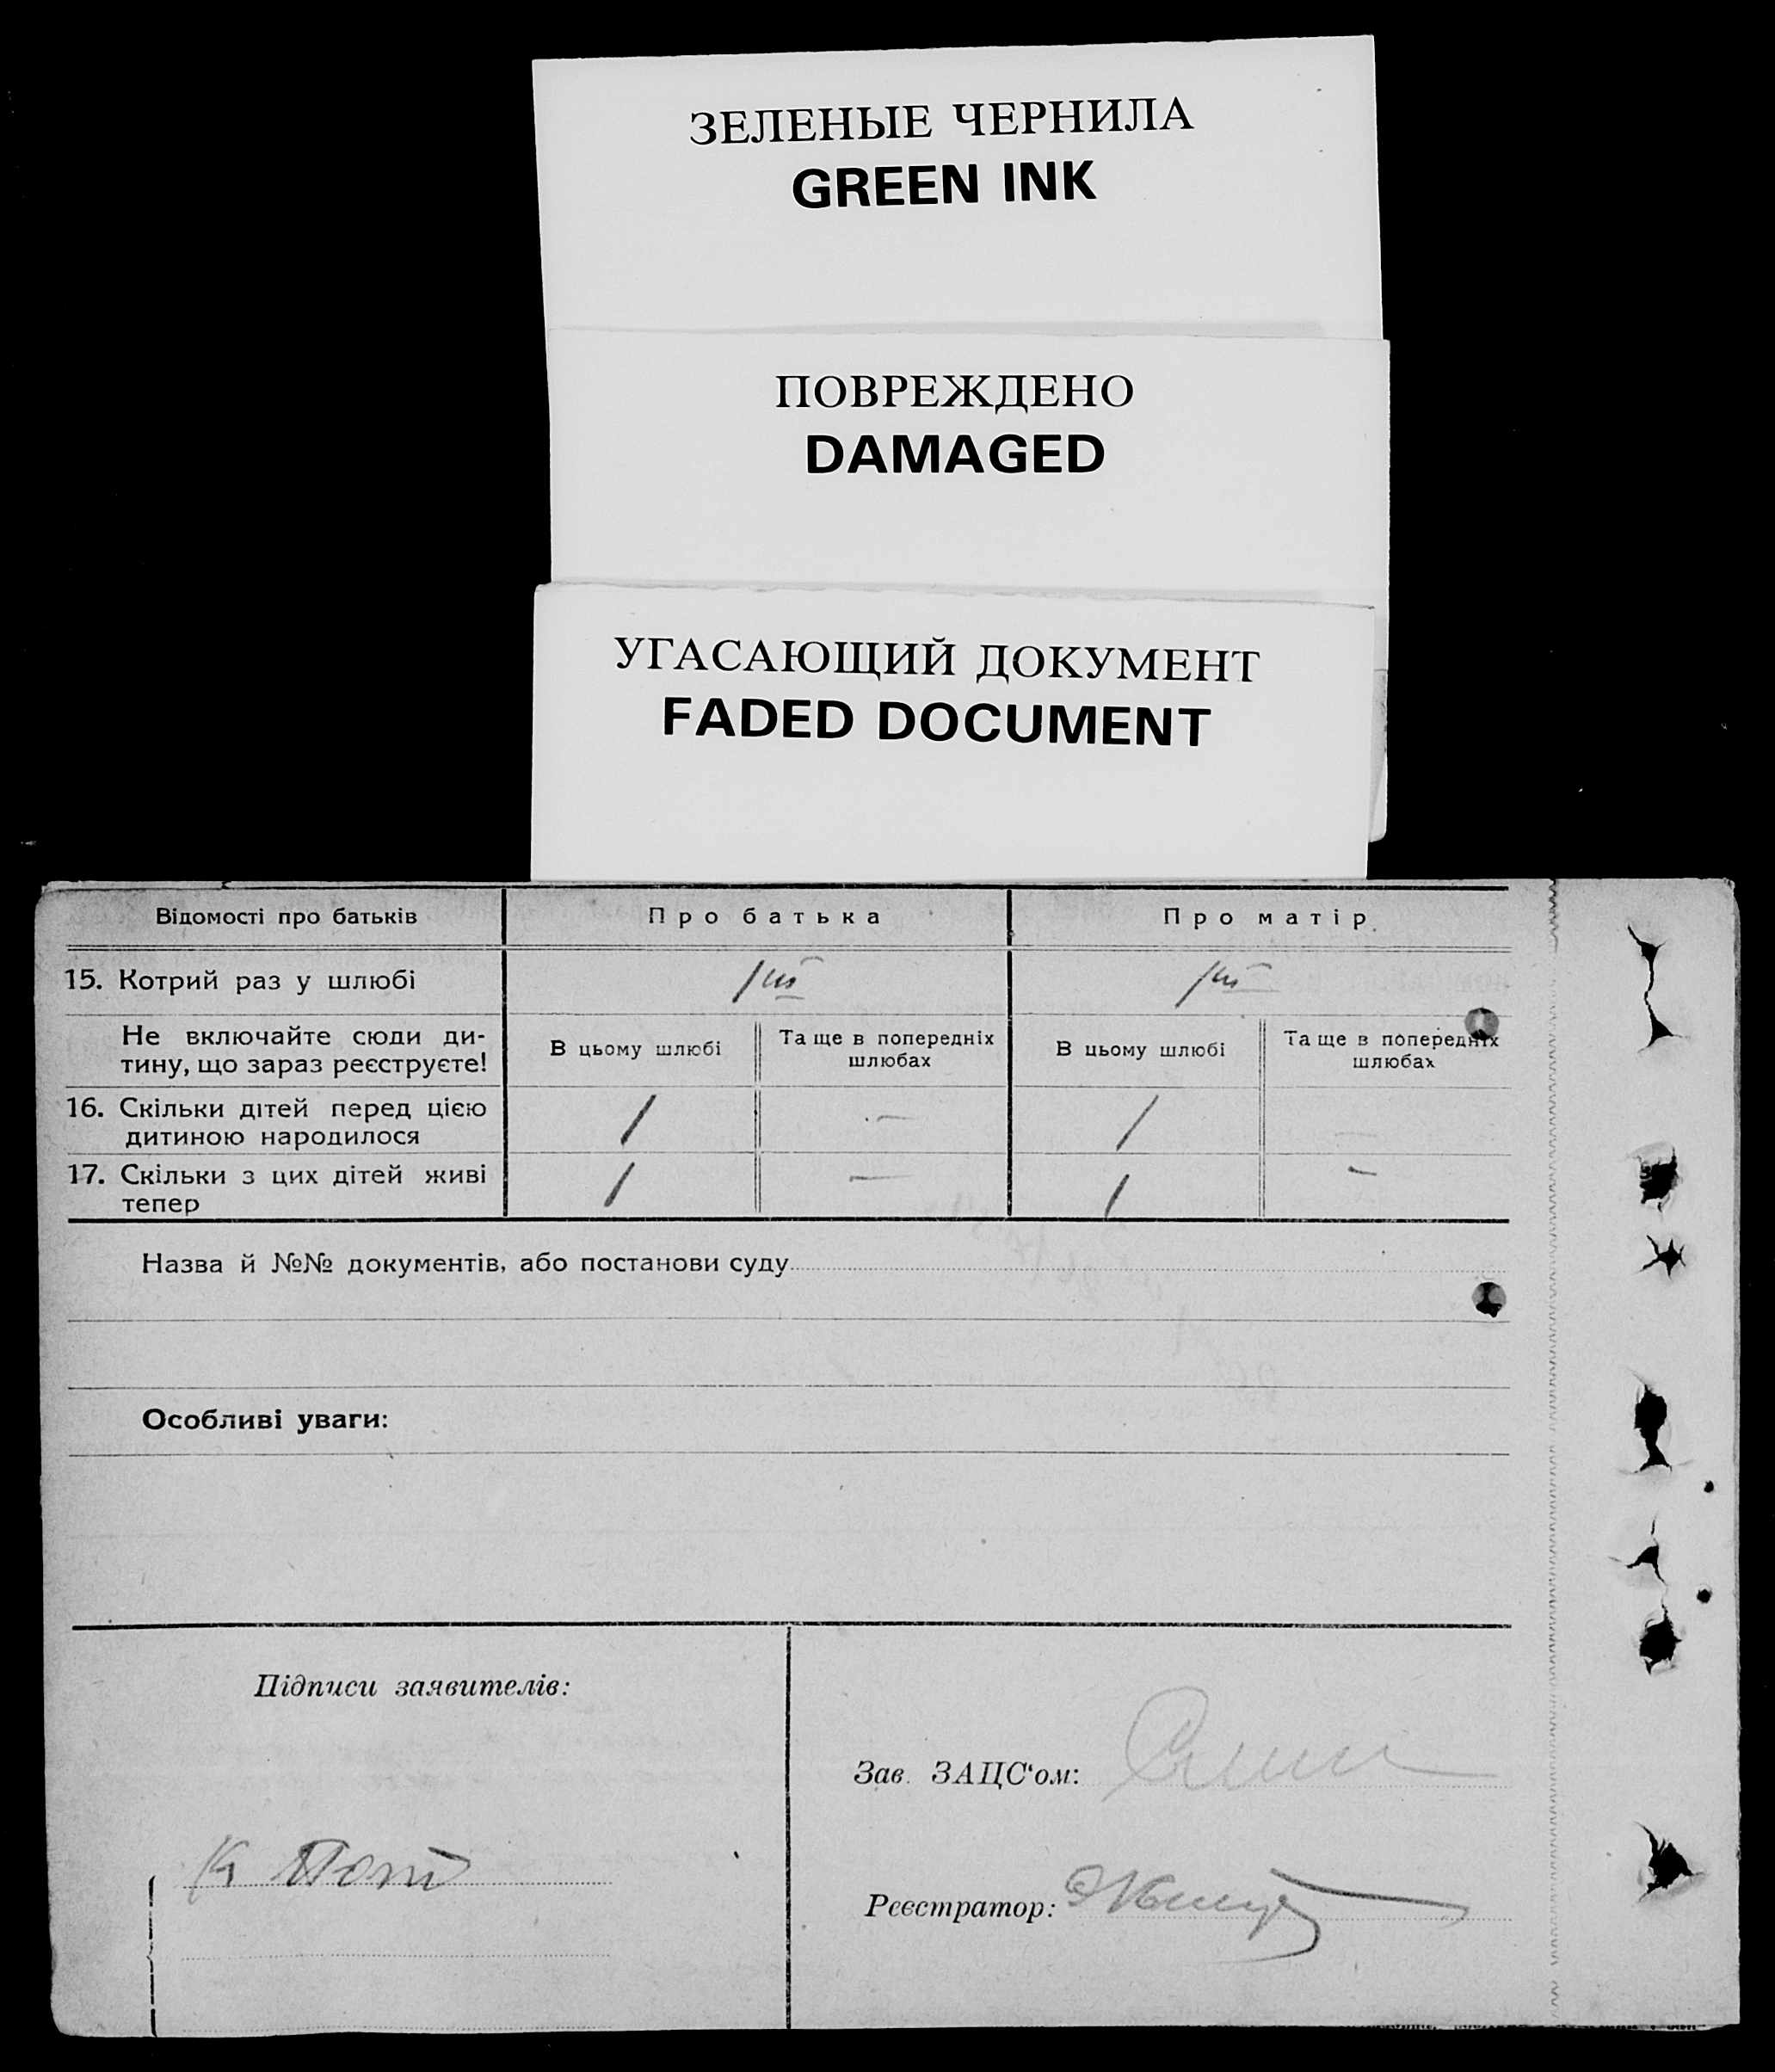 ЗЕЛЕНЫЕ ЧЕРНИЛА
GREEN INK
ПОВРЕЖДЕНО
DAMAGED
УГАСАЮЩИЙ ДОКУМЕНТ
FADED DOCUMENT
Відомості про батьків Про батька Про матір
15. Котрий раз у шлюбі
Не включайте сюди ди-
тину, що зараз реєструєте!
В цьому шлюбі
Та ще в попередніх
шлюбах
В цьому шлюбі
Та ще в попередніх
шлюбах
16. Скільки дітей перед цією
дитиною народилося
1 — 1 —
17. Скільки з цих дітей живі
тепер
1 — 1 —
Назва й №№ документів, або постанови суду
Особливі уваги:
Підписи заявителів:
Зав. ЗАЦС‘ом:
К
Реєстратор: